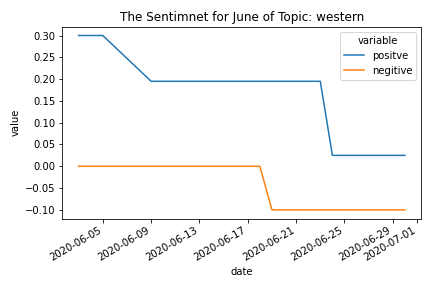 The Sentimnet for June of Topic: western
variable
positve
negitive
value
0.30
0.25
0.20
0.15
0.10
0.05
0.00
−0.05
−0.10
2020-06-05
2020-06-09
2020-06-13
2020-06-17
2020-06-21
2020-06-25
2020-06-29
2020-07-01
date